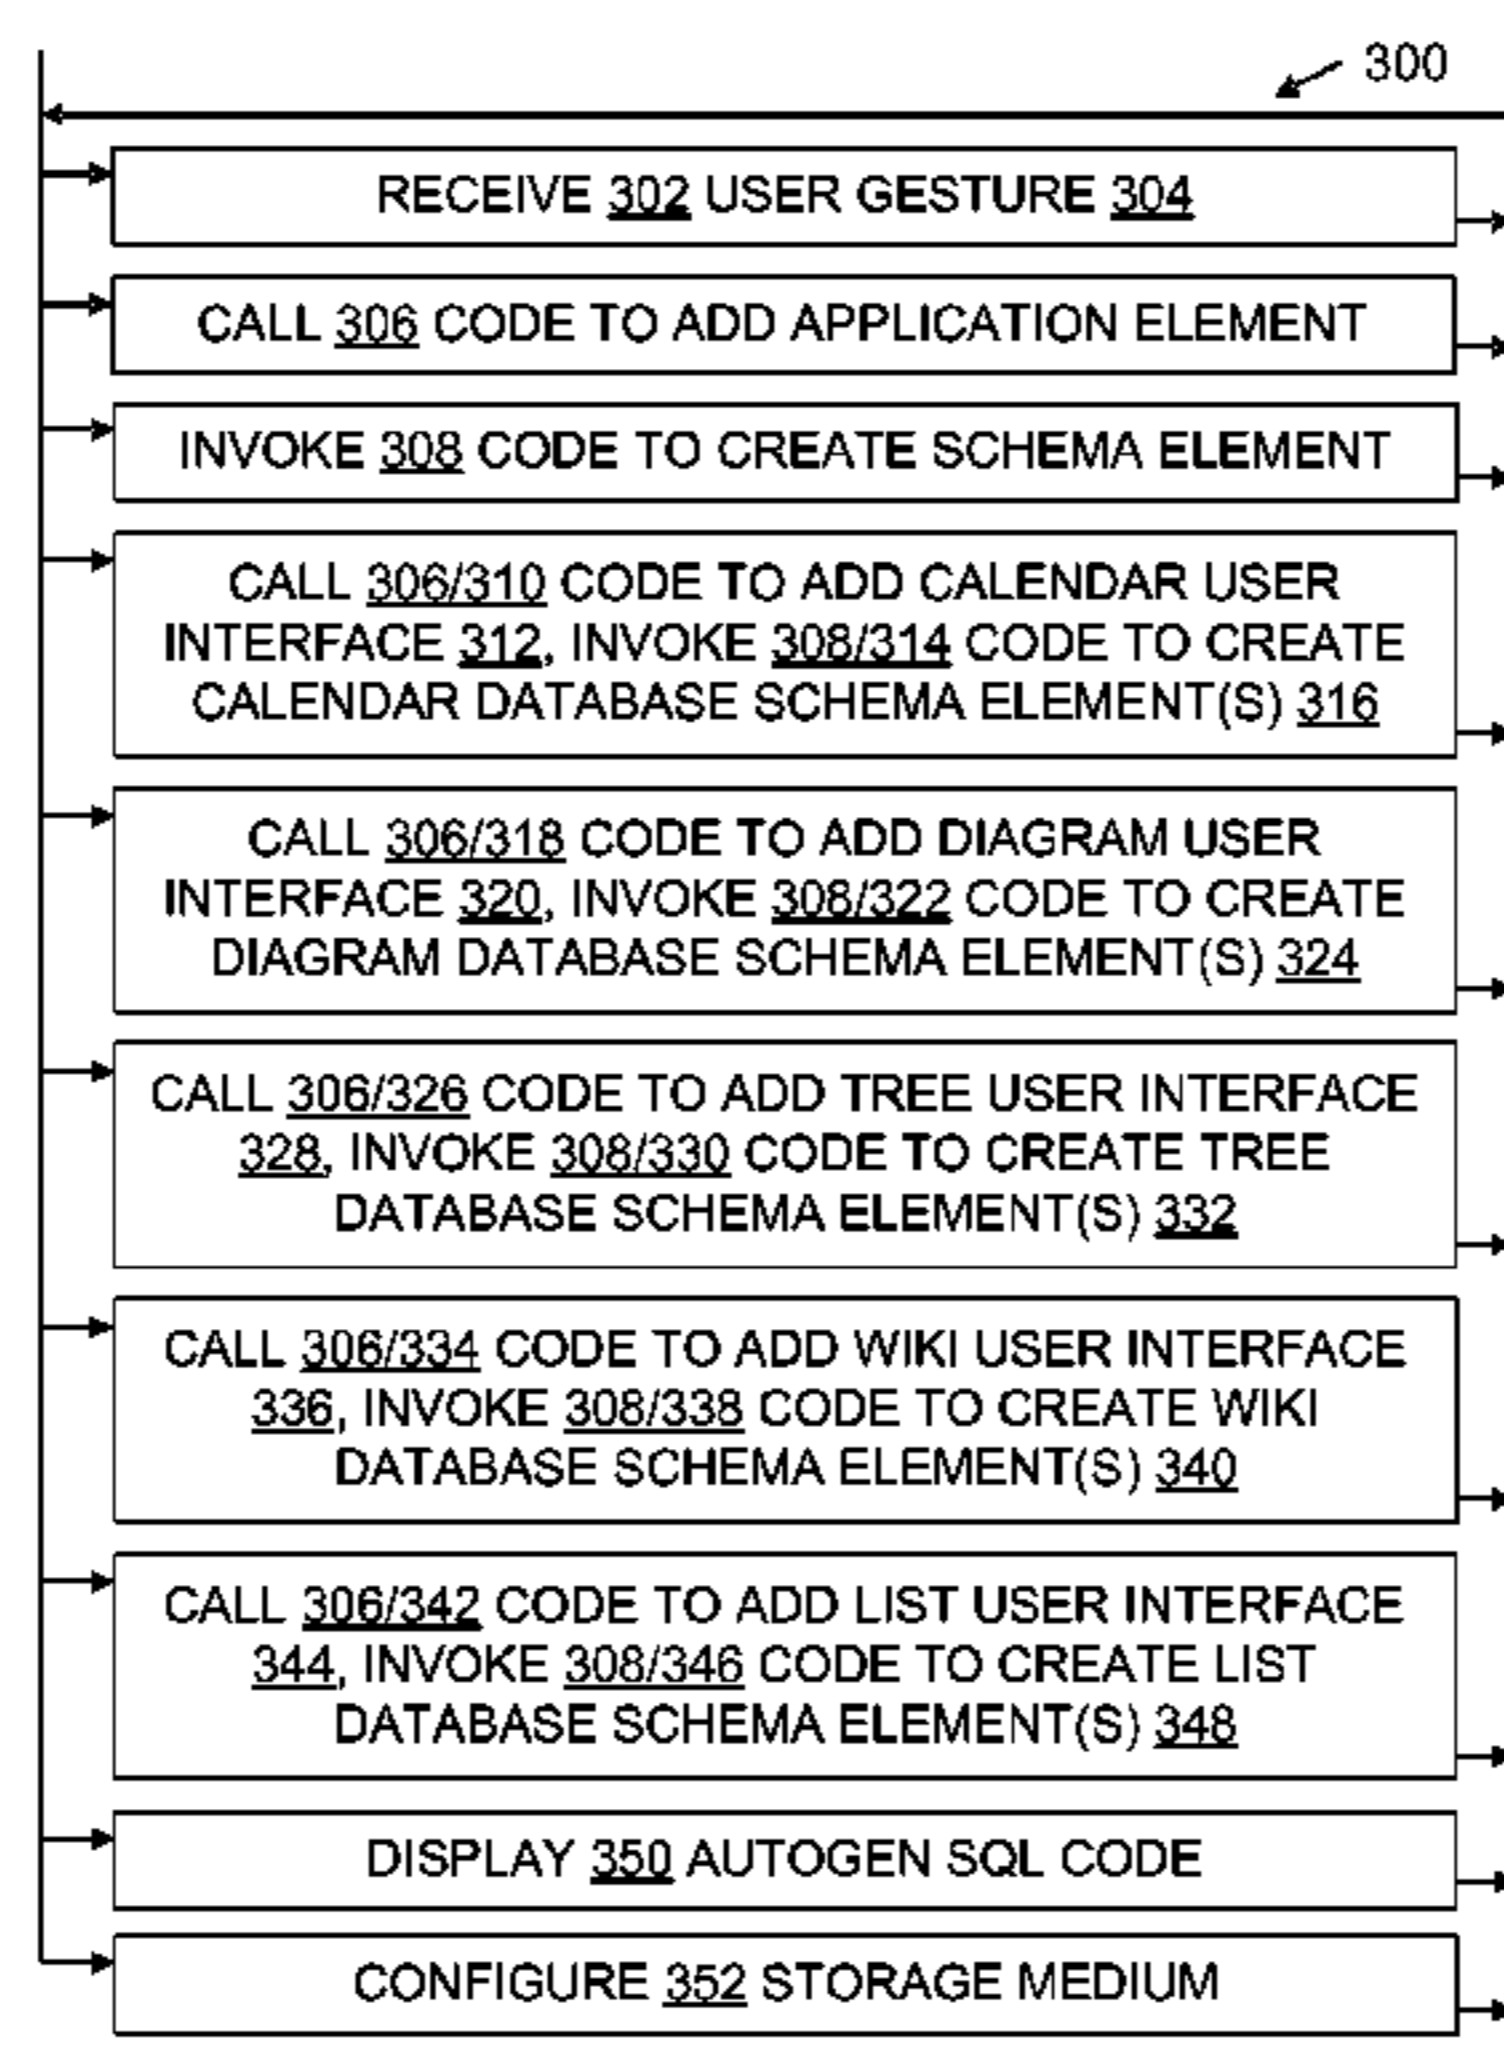 300
RECEIVE 302 USER GESTURE 304
CALL 306 CODE TO ADD APPLICATION ELEMENT
INVOKE 308 CODE TO CREATE SCHEMA ELEMENT
CALL 306/310 CODE TO ADD CALENDAR USER
INTERFACE 312, INVOKE 308/314 CODE TO CREATE
CALENDAR DATABASE SCHEMA ELEMENT(S) 316
CALL 306/318 CODE TO ADD DIAGRAM USER
INTERFACE 320, INVOKE 308/322 CODE TO CREATE
DIAGRAM DATABASE SCHEMA ELEMENT(S) 324
CALL 306/326 CODE TO ADD TREE USER INTERFACE
328, INVOKE 308/330 CODE TO CREATE TREE
DATABASE SCHEMA ELEMENT(S) 332
CALL 306/334 CODE TO ADD WIKI USER INTERFACE
336, INVOKE 308/338 CODE TO CREATE WIKI
DATABASE SCHEMA ELEMENT(S) 340
CALL 306/342 CODE TO ADD LIST USER INTERFACE
344, INVOKE 308/346 CODE TO CREATE LIST
DATABASE SCHEMA ELEMENT(S) 348
DISPLAY 350 AUTOGEN SQL CODE
CONFIGURE 352 STORAGE MEDIUM